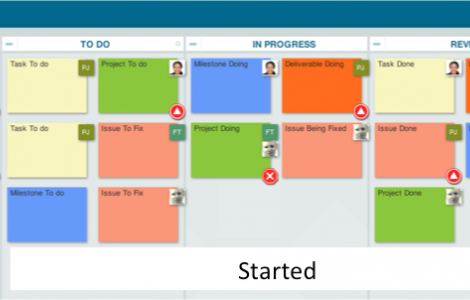 TO DO
IN PROGRESS
REV
Task To do
PJ
Project To do
Milestone Doing
Deliverable Doing
PJ
Task Done
Task To do
PJ
Issue To Fix
FT
Project Doing
FT
Issue Being Fixed
Issue Done
PJ
Milestone To do
Issue To Fix
Project Done
Started